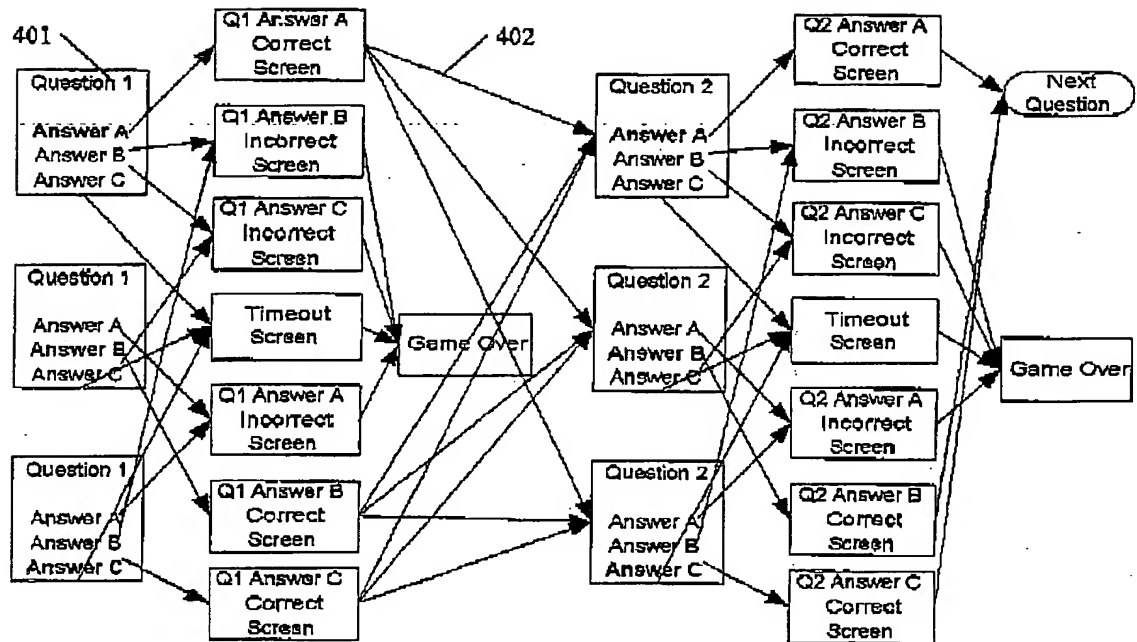 401
Question 1
Answer A
Answer B
Answer C
Question 1
Answer A
Answer B
Answer C
Question 1
Answer A
Answer B
Answer C
Q1 Answer A
Correct
Screen
Q1 Answer B
Incorrect
Screen
Q1 Answer C
Incorrect
Screen
Timeout
Screen
Q1 Answer A
Incorrect
Screen
Q1 Answer B
Correct
Screen
Q1 Answer C
Correct
Screen
Game Over
402
Question 2
Answer A
Answer B
Answer C
Question 2
Answer A
Answer B
Answer C
Question 2
Answer A
Answer B
Answer C
Q2 Answer A
Correct
Screen
Q2 Answer B
Incorrect
Screen
Q2 Answer C
Incorrect
Screen
Timeout
Screen
Q2 Answer A
Incorrect
Screen
Q2 Answer B
Correct
Screen
Q2 Answer C
Correct
Screen
Next
Question
Game Over